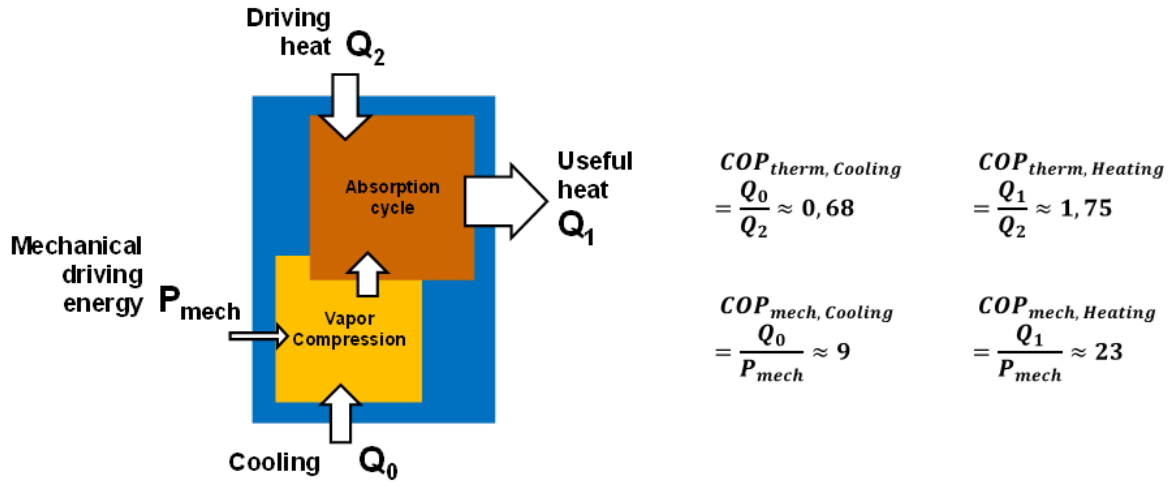 Driving
heat Q2
Absorption
cycle
Useful
heat
Q1
Mechanical
driving
energy Pmech
Vapor
Compression
Cooling Q0
COPtherm, Cooling
= Q0/Q2 ≈ 0,68
COPtherm, Heating
= Q1/Q2 ≈ 1,75
COPmech, Cooling
= Q0/Pmech ≈ 9
COPmech, Heating
= Q1/Pmech ≈ 23